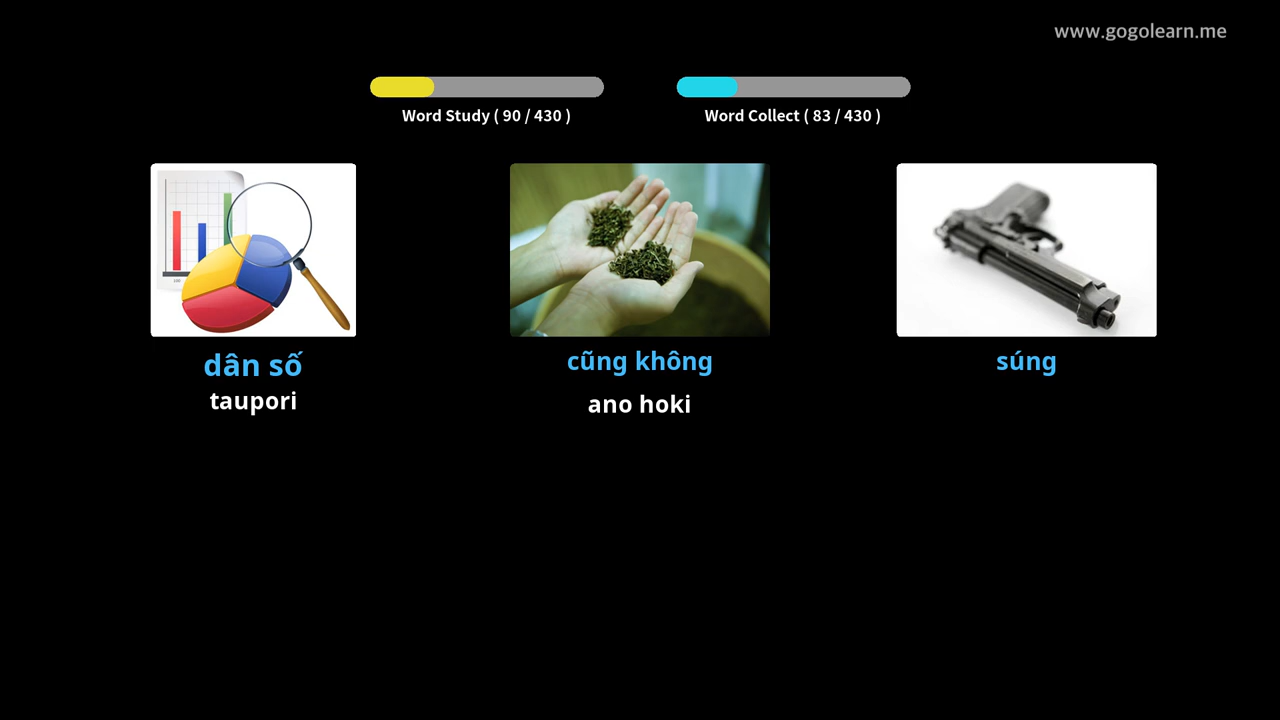 www.gogolearn.me
Word Study ( 90 / 430 )
Word Collect ( 83 / 430 )
dân số
taupori
cũng không
ano hoki
súng